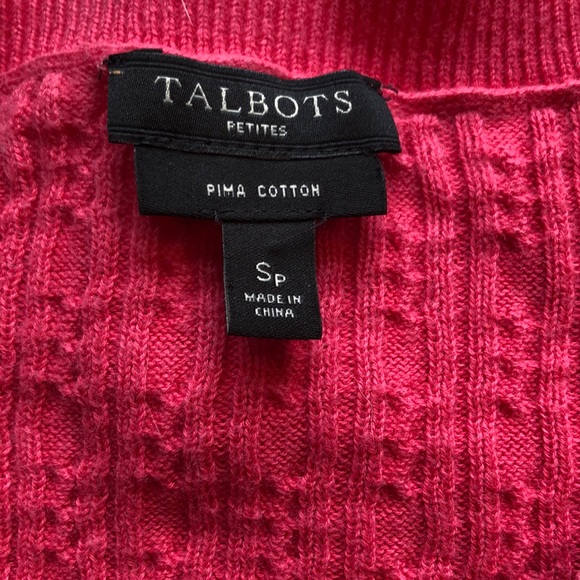 TALBOTS
PETITES
PIMA COTTON
SP
MADE IN
CHINA